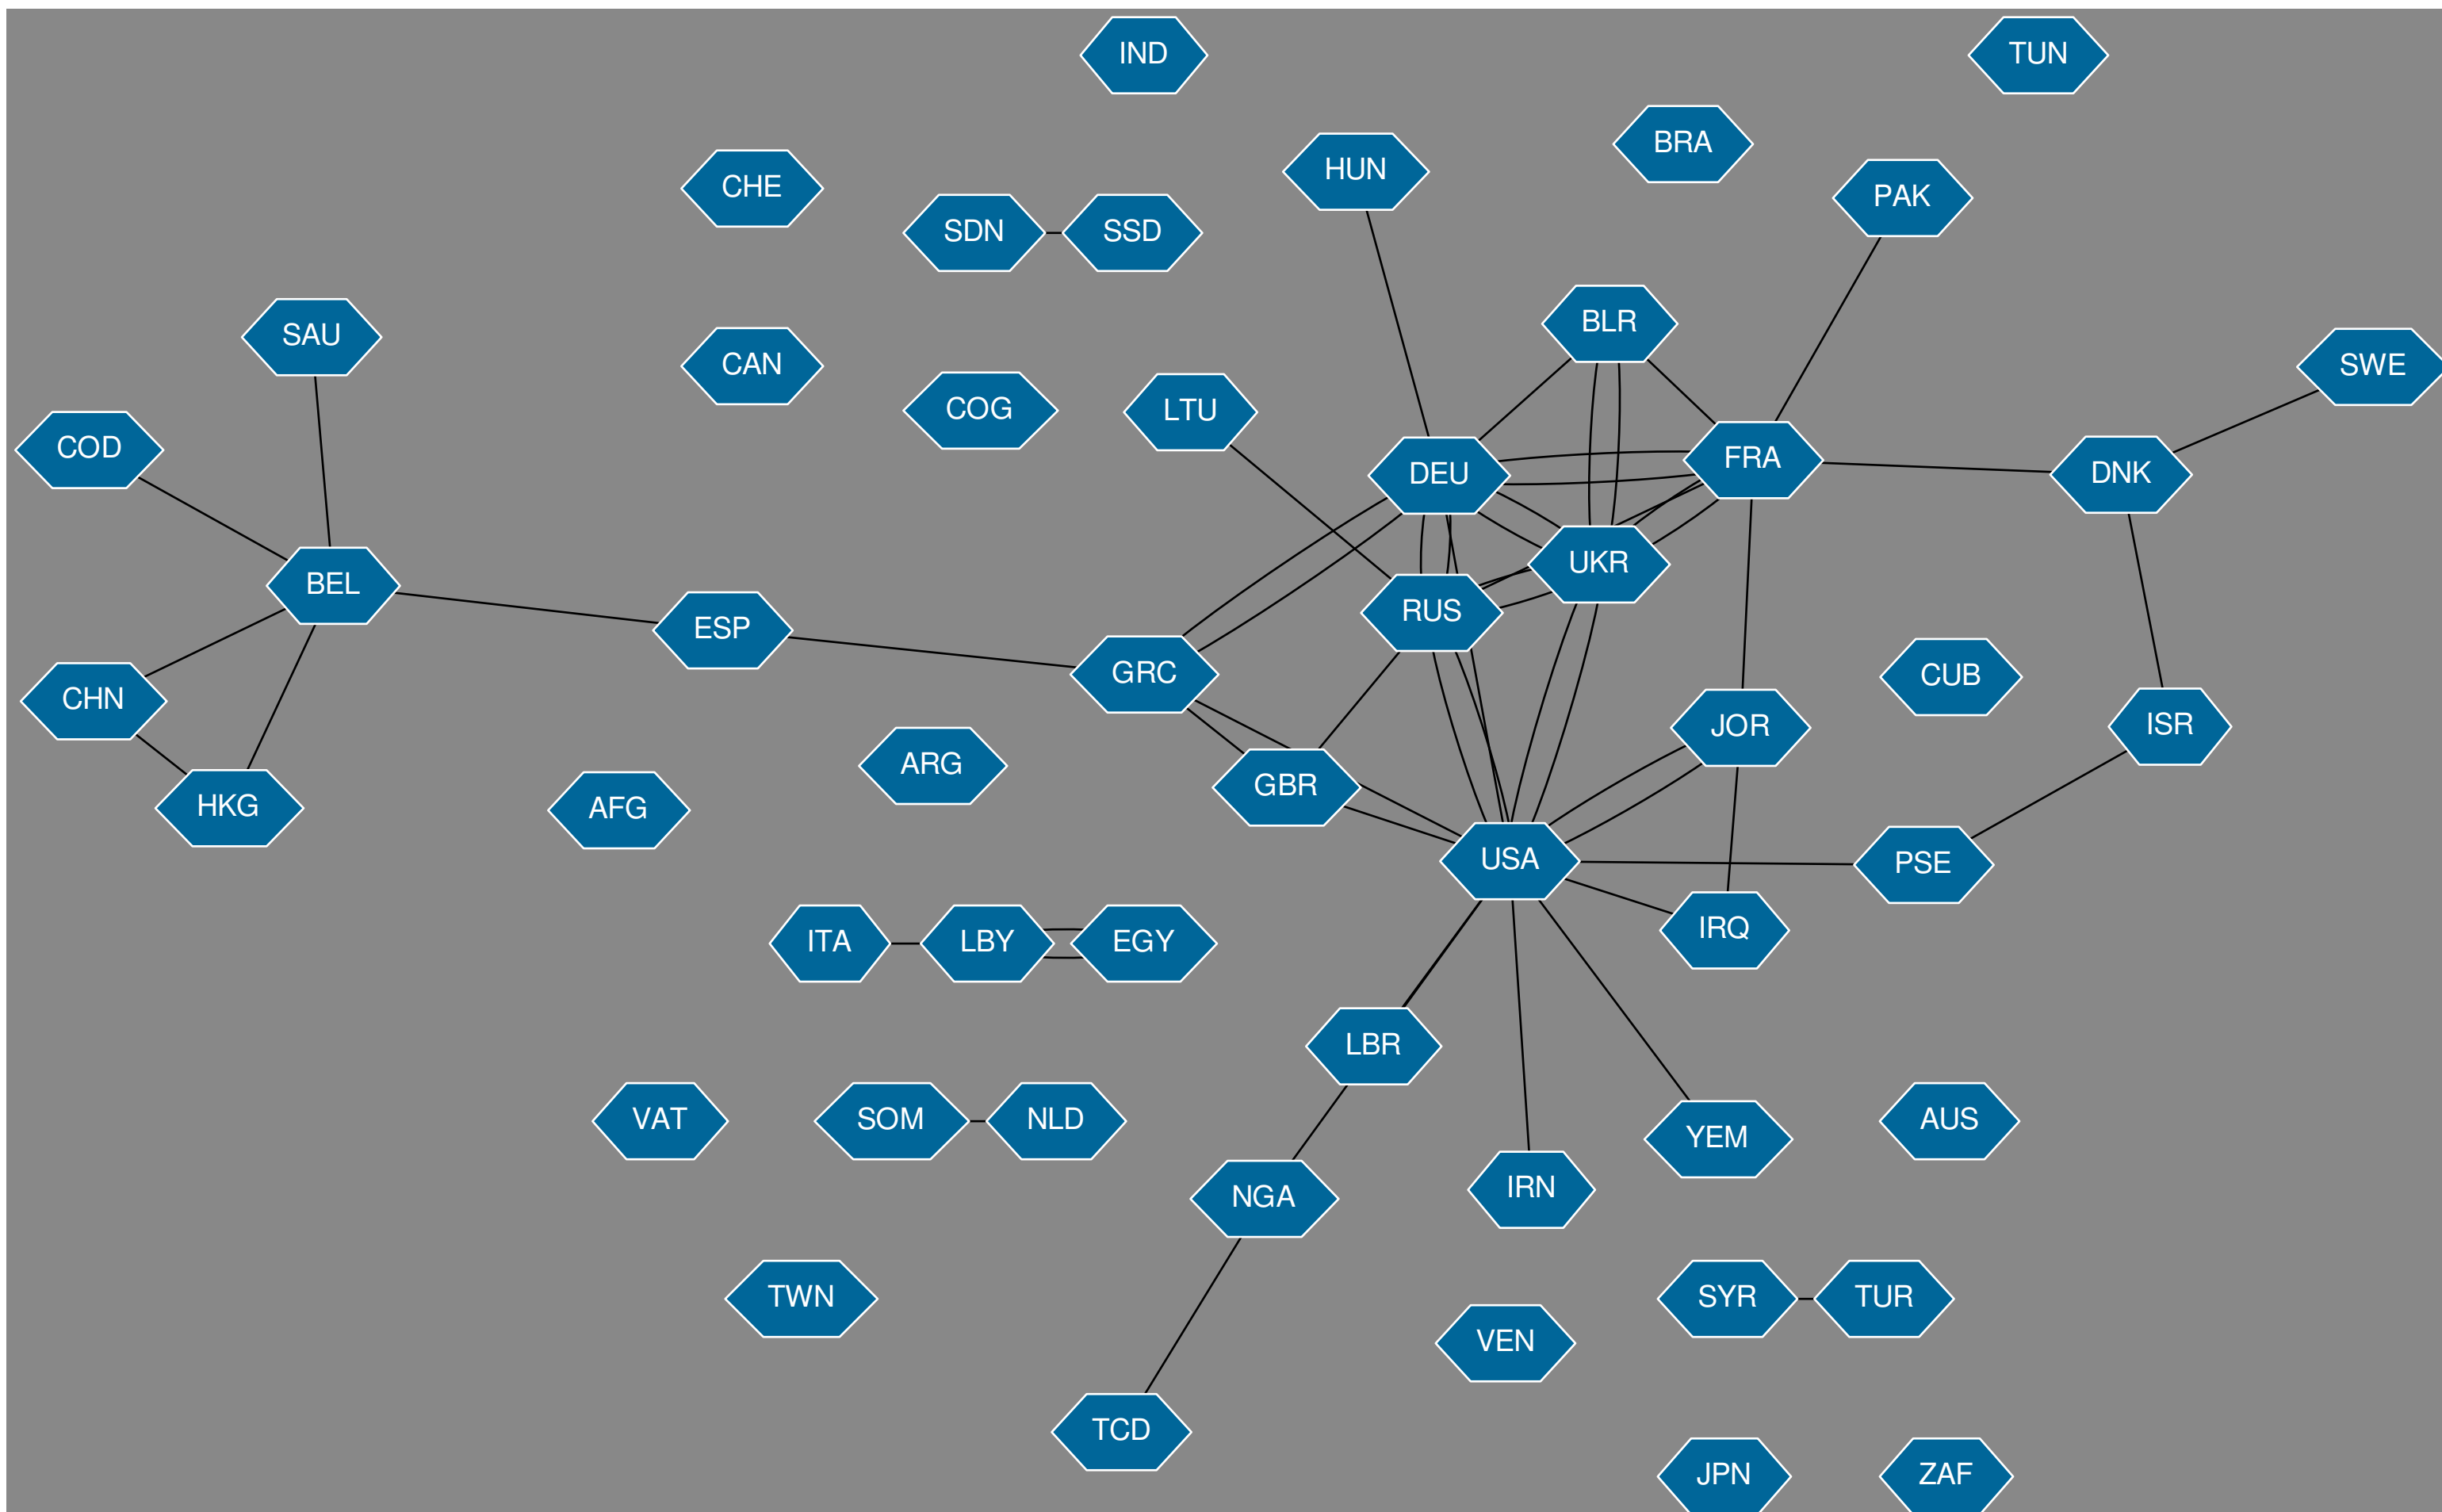 IND
TUN
BRA
HUN
CHE
PAK
SDN
SSD
BLR
SAU
CAN
SWE
COG
LTU
COD
FRA
DEU
DNK
UKR
BEL
RUS
ESP
GRC
CUB
CHN
JOR
ISR
ARG
GBR
HKG
AFG
USA
PSE
IRQ
ITA
LBY
EGY
LBR
VAT
SOM
NLD
AUS
YEM
IRN
NGA
TWN
SYR
TUR
VEN
TCD
JPN
ZAF